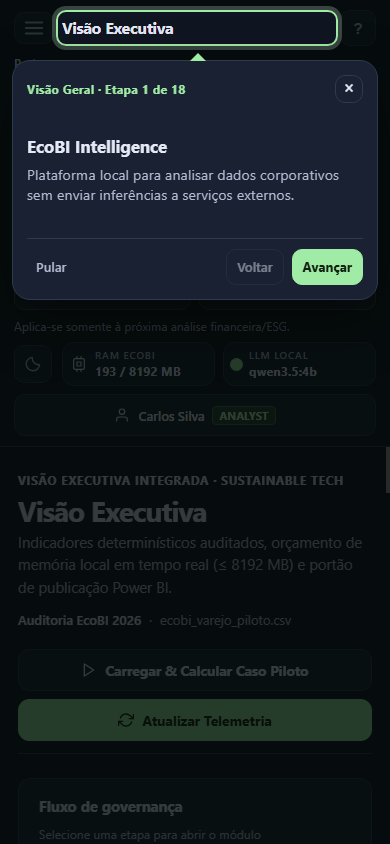 Visão Executiva
?
Visão Geral · Etapa 1 de 18
×
EcoBI Intelligence
Plataforma local para analisar dados corporativos
sem enviar inferências a serviços externos.
Pular
Voltar
Avançar
Aplica-se somente à próxima análise financeira/ESG.
RAM ECOBI
193 / 8192 MB
LLM LOCAL
qwen3.5:4b
Carlos Silva
ANALYST
VISÃO EXECUTIVA INTEGRADA · SUSTAINABLE TECH
Visão Executiva
Indicadores determinísticos auditados, orçamento de
memória local em tempo real (≤ 8192 MB) e portão
de publicação Power BI.
Auditoria EcoBI 2026 · ecobi_varejo_piloto.csv
Carregar & Calcular Caso Piloto
Atualizar Telemetria
Fluxo de governança
Selecione uma etapa para abrir o módulo